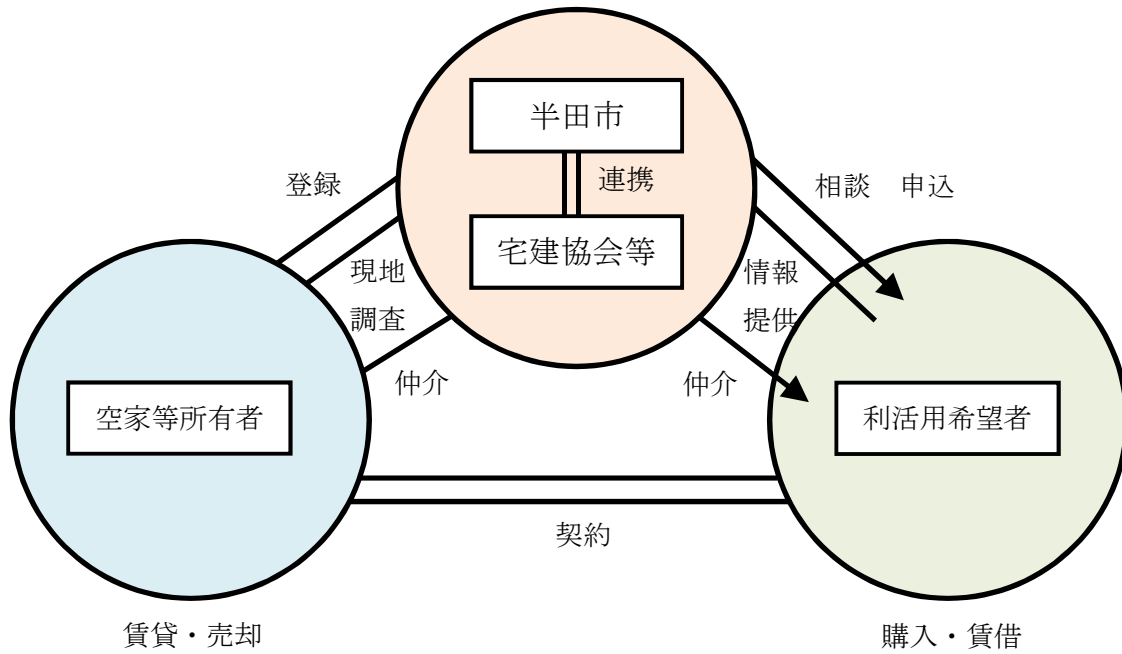 半田市
連携
宅建協会等
登録
相談　申込
現地
調査
情報
提供
仲介
仲介
空家等所有者
利活用希望者
契約
賃貸・売却
購入・賃借